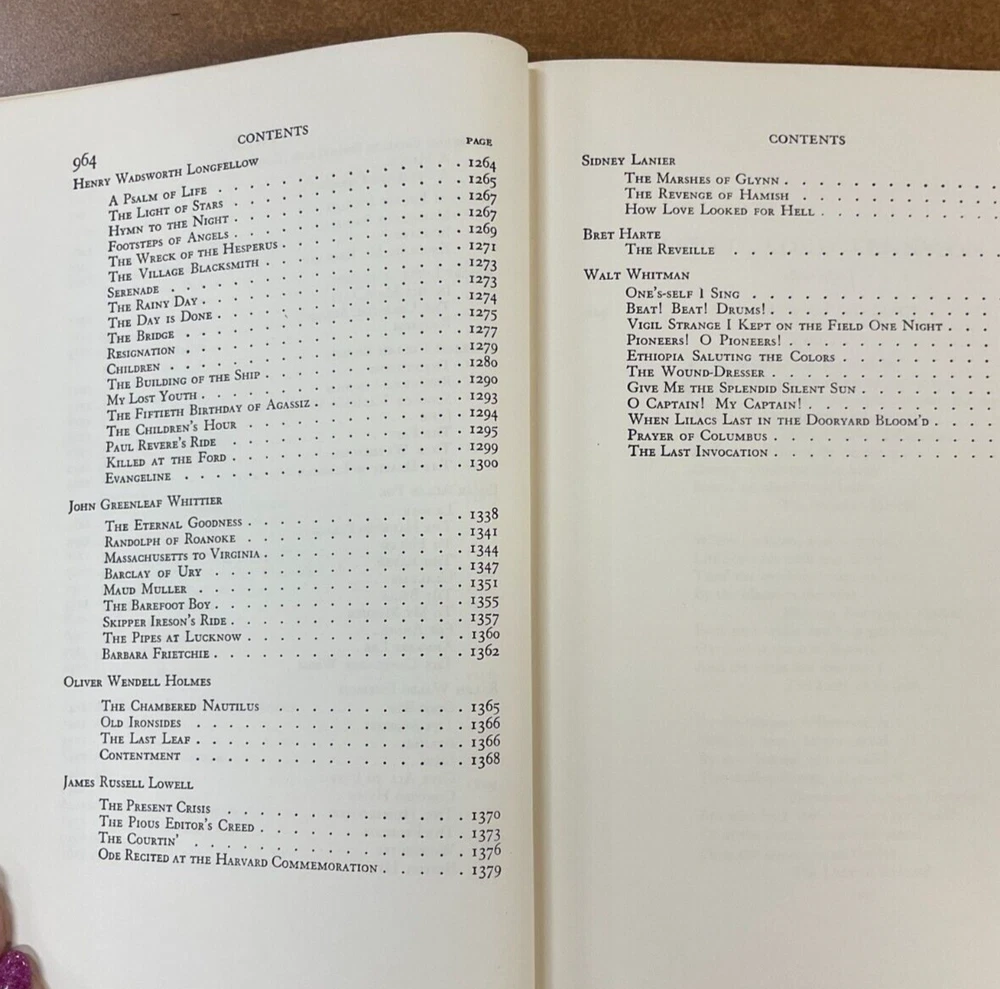 964 CONTENTS
PAGE
HENRY WADSWORTH LONGFELLOW
A PSALM OF LIFE . . . . . . . . . . 1264
THE LIGHT OF STARS . . . . . . . . . . 1265
HYMN TO THE NIGHT . . . . . . . . . . 1267
FOOTSTEPS OF ANGELS . . . . . . . . . . 1267
THE WRECK OF THE HESPERUS . . . . . . . . . . 1269
THE VILLAGE BLACKSMITH . . . . . . . . . . 1271
SERENADE . . . . . . . . . . 1273
THE RAINY DAY . . . . . . . . . . 1273
THE DAY IS DONE . . . . . . . . . . 1274
THE BRIDGE . . . . . . . . . . 1275
RESIGNATION . . . . . . . . . . 1277
CHILDREN . . . . . . . . . . 1279
THE BUILDING OF THE SHIP . . . . . . . . . . 1280
MY LOST YOUTH . . . . . . . . . . 1290
THE FIFTIETH BIRTHDAY OF AGASSIZ . . . . . . . . . . 1293
THE CHILDREN'S HOUR . . . . . . . . . . 1294
PAUL REVERE'S RIDE . . . . . . . . . . 1295
KILLED AT THE FORD . . . . . . . . . . 1299
EVANGELINE . . . . . . . . . . 1300
JOHN GREENLEAF WHITTIER
THE ETERNAL GOODNESS . . . . . . . . . . 1338
RANDOLPH OF ROANOKE . . . . . . . . . . 1341
MASSACHUSETTS TO VIRGINIA . . . . . . . . . . 1344
BARCLAY OF URY . . . . . . . . . . 1347
MAUD MULLER . . . . . . . . . . 1351
THE BAREFOOT BOY . . . . . . . . . . 1355
SKIPPER IRESON'S RIDE . . . . . . . . . . 1357
THE PIPES AT LUCKNOW . . . . . . . . . . 1360
BARBARA FRIETCHIE . . . . . . . . . . 1362
OLIVER WENDELL HOLMES
THE CHAMBERED NAUTILUS . . . . . . . . . . 1365
OLD IRONSIDES . . . . . . . . . . 1366
THE LAST LEAF . . . . . . . . . . 1366
CONTENTMENT . . . . . . . . . . 1368
JAMES RUSSELL LOWELL
THE PRESENT CRISIS . . . . . . . . . . 1370
THE PIOUS EDITOR'S CREED . . . . . . . . . . 1373
THE COURTIN' . . . . . . . . . . 1376
ODE RECITED AT THE HARVARD COMMEMORATION . . . . . 1379
CONTENTS
SIDNEY LANIER
THE MARSHES OF GLYNN . . . . . . . . . .
THE REVENGE OF HAMISH . . . . . . . . . .
HOW LOVE LOOKED FOR HELL . . . . . . . . . .
BRET HARTE
THE REVEILLE . . . . . . . . . .
WALT WHITMAN
ONE'S-SELF I SING . . . . . . . . . .
BEAT! BEAT! DRUMS! . . . . . . . . . .
VIGIL STRANGE I KEPT ON THE FIELD ONE NIGHT . . .
PIONEERS! O PIONEERS! . . . . . . . . . .
ETHIOPIA SALUTING THE COLORS . . . . . . . . . .
THE WOUND-DRESSER . . . . . . . . . .
GIVE ME THE SPLENDID SILENT SUN . . . . . . . . .
O CAPTAIN! MY CAPTAIN! . . . . . . . . . .
WHEN LILACS LAST IN THE DOORYARD BLOOM'D . . . .
PRAYER OF COLUMBUS . . . . . . . . . .
THE LAST INVOCATION . . . . . . . . . .